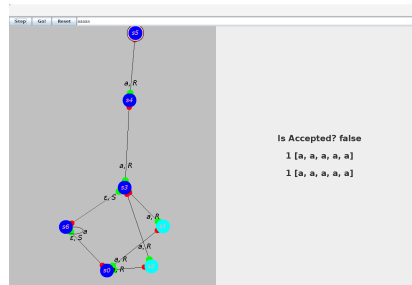 Step Go! Reset aaaaa
s5
a, R
s4
a, R
s3
ε, S
a, R
s6
a
ε, S
a, R
a, R
s0
R
Is Accepted? false
1 [a, a, a, a, a]
1 [a, a, a, a, a]